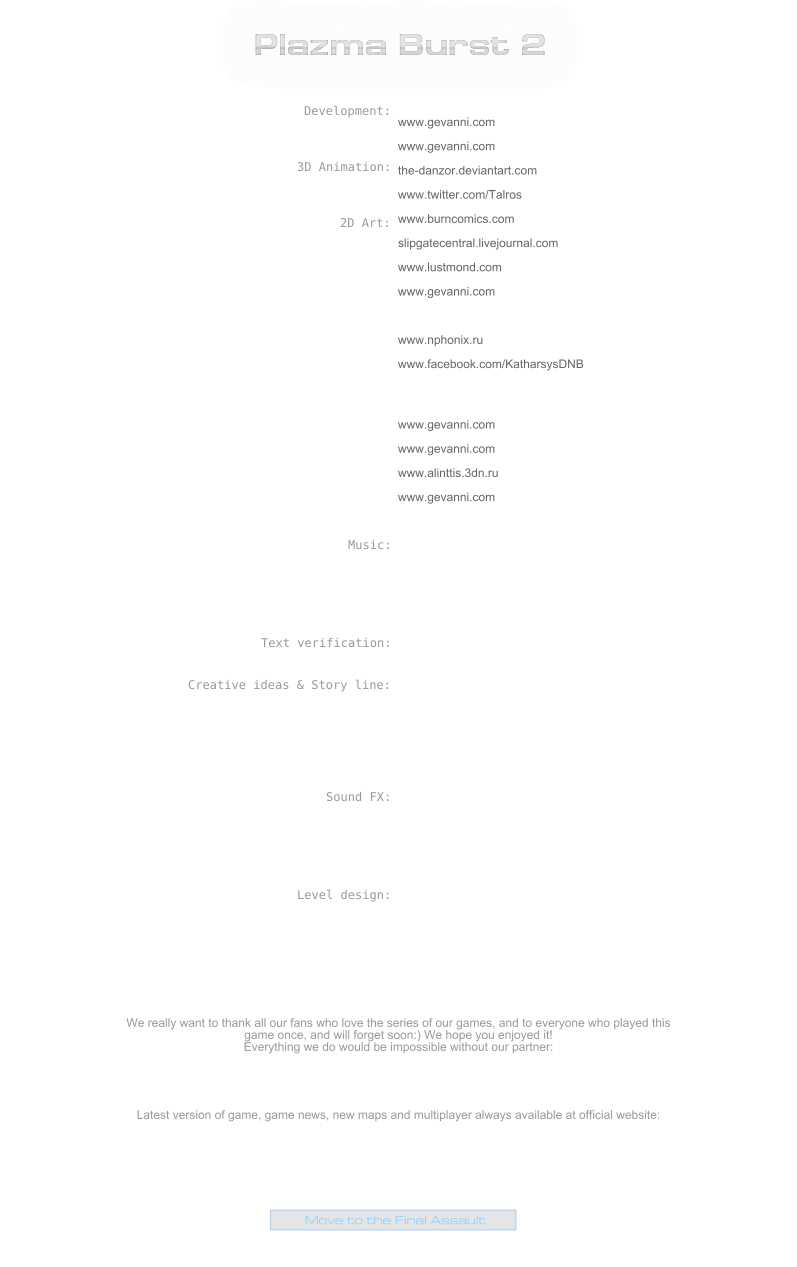 Plazma Burst 2
Development:
www.gevanni.com
www.gevanni.com
3D Animation:
the-danzor.deviantart.com
www.twitter.com/Talros
2D Art:
www.burncomics.com
slipgatecentral.livejournal.com
www.lustmond.com
www.gevanni.com
www.nphonix.ru
www.facebook.com/KatharsysDNB
www.gevanni.com
www.gevanni.com
www.alinttis.3dn.ru
www.gevanni.com
Music:
Text verification:
Creative ideas & Story line:
Sound FX:
Level design:
We really want to thank all our fans who love the series of our games, and to everyone who played this
game once, and will forget soon:) We hope you enjoyed it!
Everything we do would be impossible without our partner:
Latest version of game, game news, new maps and multiplayer always available at official website:
Move to the Final Assault